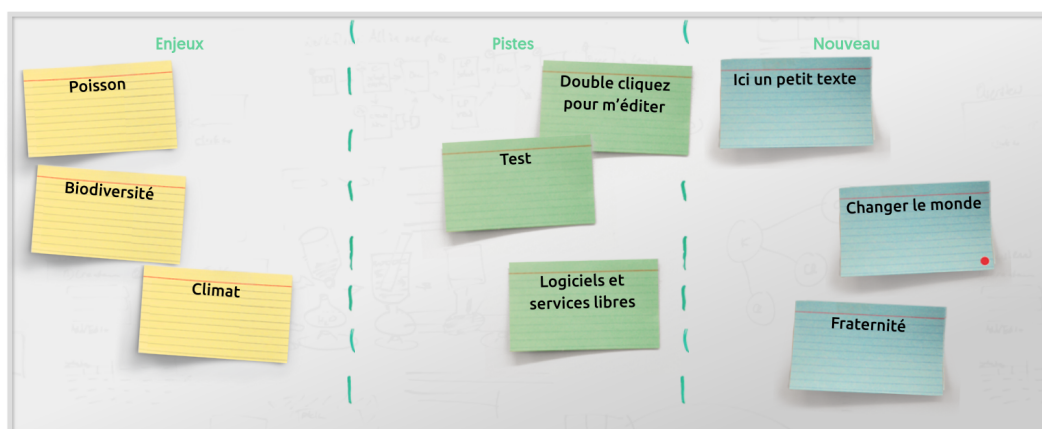 Enjeux
Poisson
Biodiversité
Climat
Pistes
Double cliquez
pour m'éditer
Test
Logiciels et
services libres
Nouveau
Ici un petit texte
Changer le monde
Fraternité